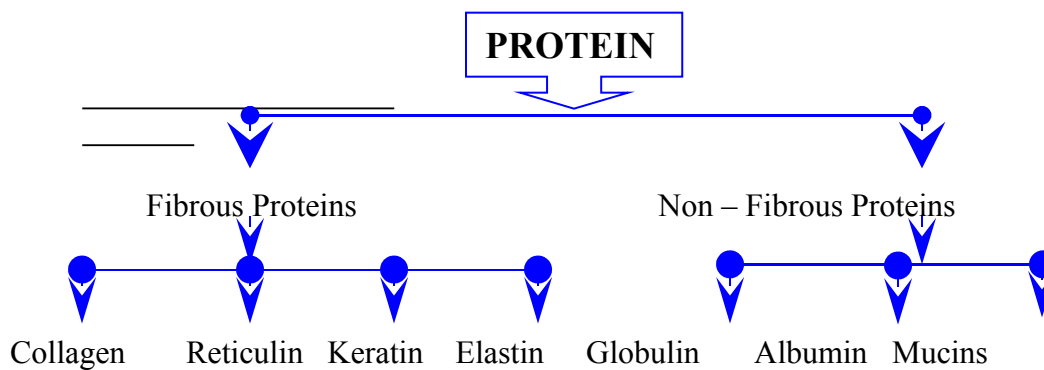 PROTEIN
Fibrous Proteins Non – Fibrous Proteins
Collagen Reticulin Keratin Elastin Globulin Albumin Mucins